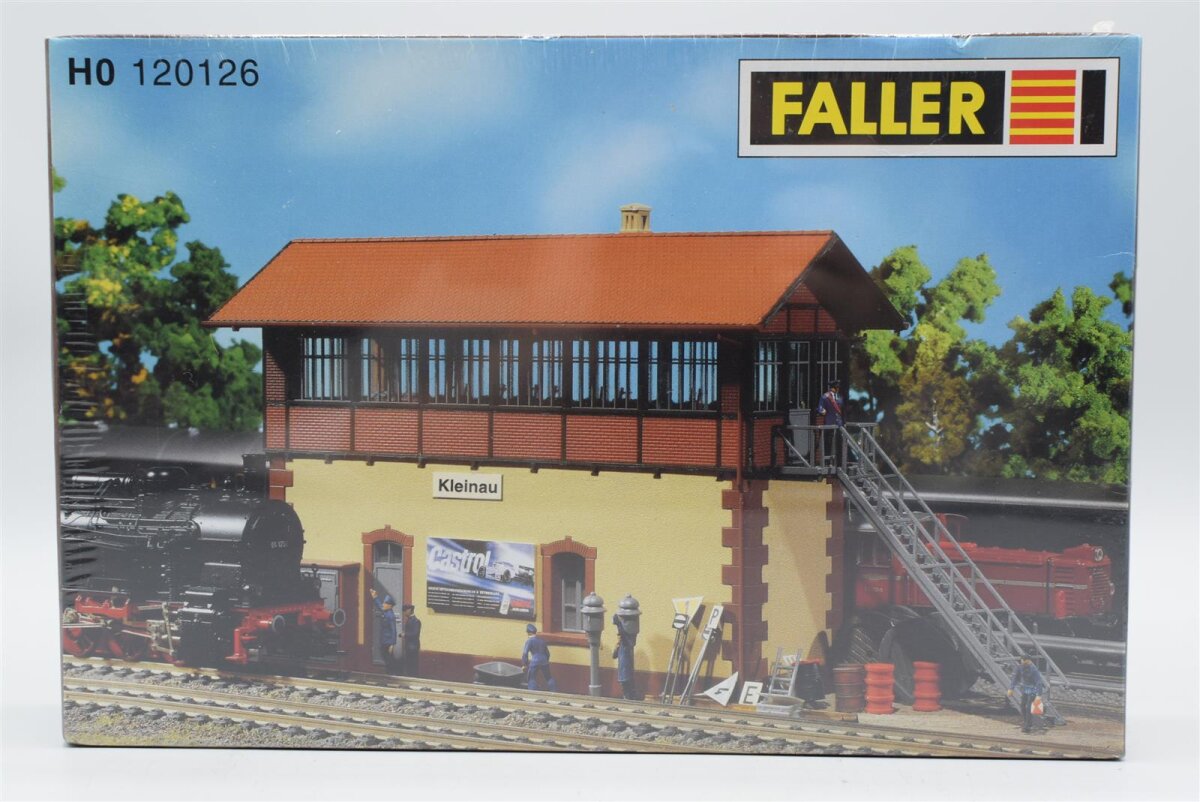 H0 120126
FALLER
Kleinau
Castrol
P
E